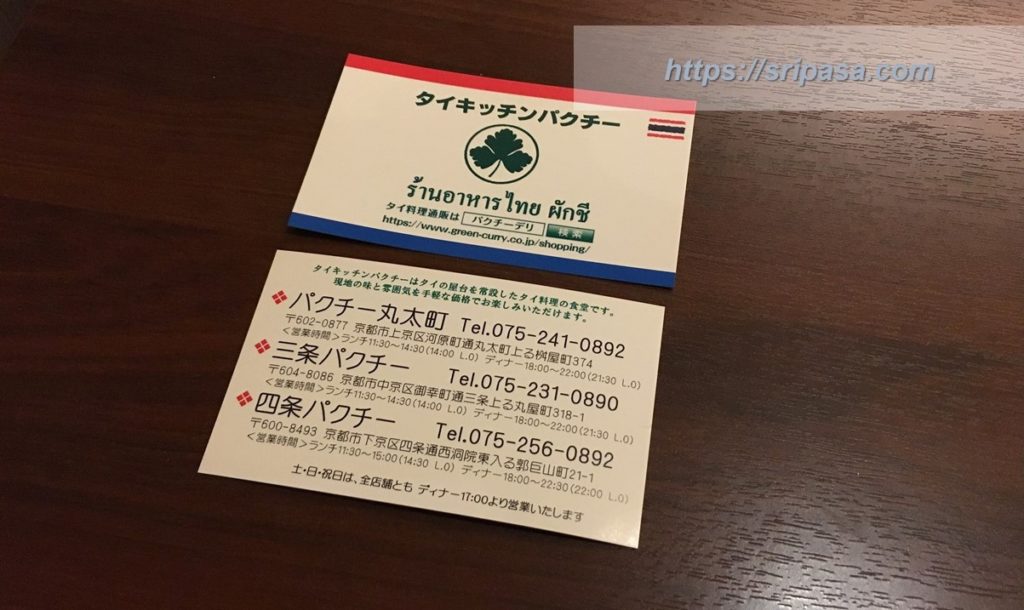 https://sripasa.com
タイキッチンパクチー
ร้านอาหารไทย ผักชี
タイ料理通販は パクチーデリ 検索
https://www.green-curry.co.jp/shopping/
タイキッチンパクチーはタイの屋台を常設したタイ料理の食堂です。
現地の味と雰囲気を手軽な価格でお楽しみいただけます。
パクチー丸太町 Tel.075-241-0892
〒602-0877 京都市上京区河原町通丸太町上る桝屋町374
<営業時間>ランチ11:30~14:30(14:00 L.O) ディナー18:00~22:00(21:30 L.O)
三条パクチー Tel.075-231-0890
〒604-8086 京都市中京区御幸町通三条上る丸屋町318-1
<営業時間>ランチ11:30~14:30(14:00 L.O) ディナー18:00~22:00(21:30 L.O)
四条パクチー Tel.075-256-0892
〒600-8493 京都市下京区四条通西洞院東入る郭巨山町21-1
<営業時間>ランチ11:30~15:00(14:30 L.O) ディナー18:00~22:30(22:00 L.O)
土・日・祝日は、全店舗とも ディナー17:00より営業いたします